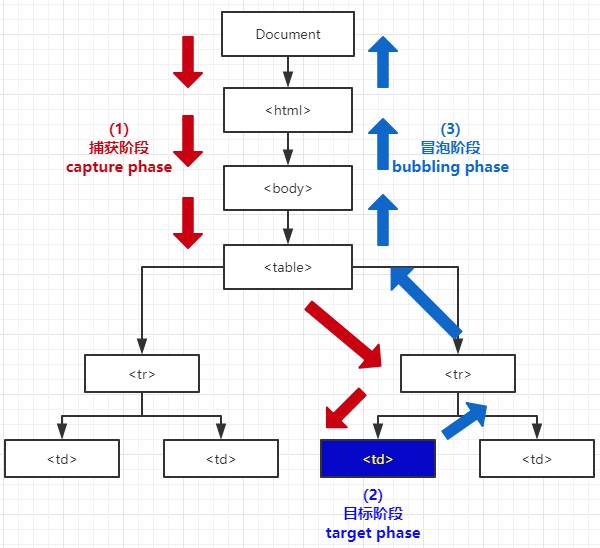 Document
<html>
(1)
捕获阶段
capture phase
(3)
冒泡阶段
bubbling phase
<body>
<table>
<tr>
<tr>
<td>
<td>
<td>
<td>
(2)
目标阶段
target phase